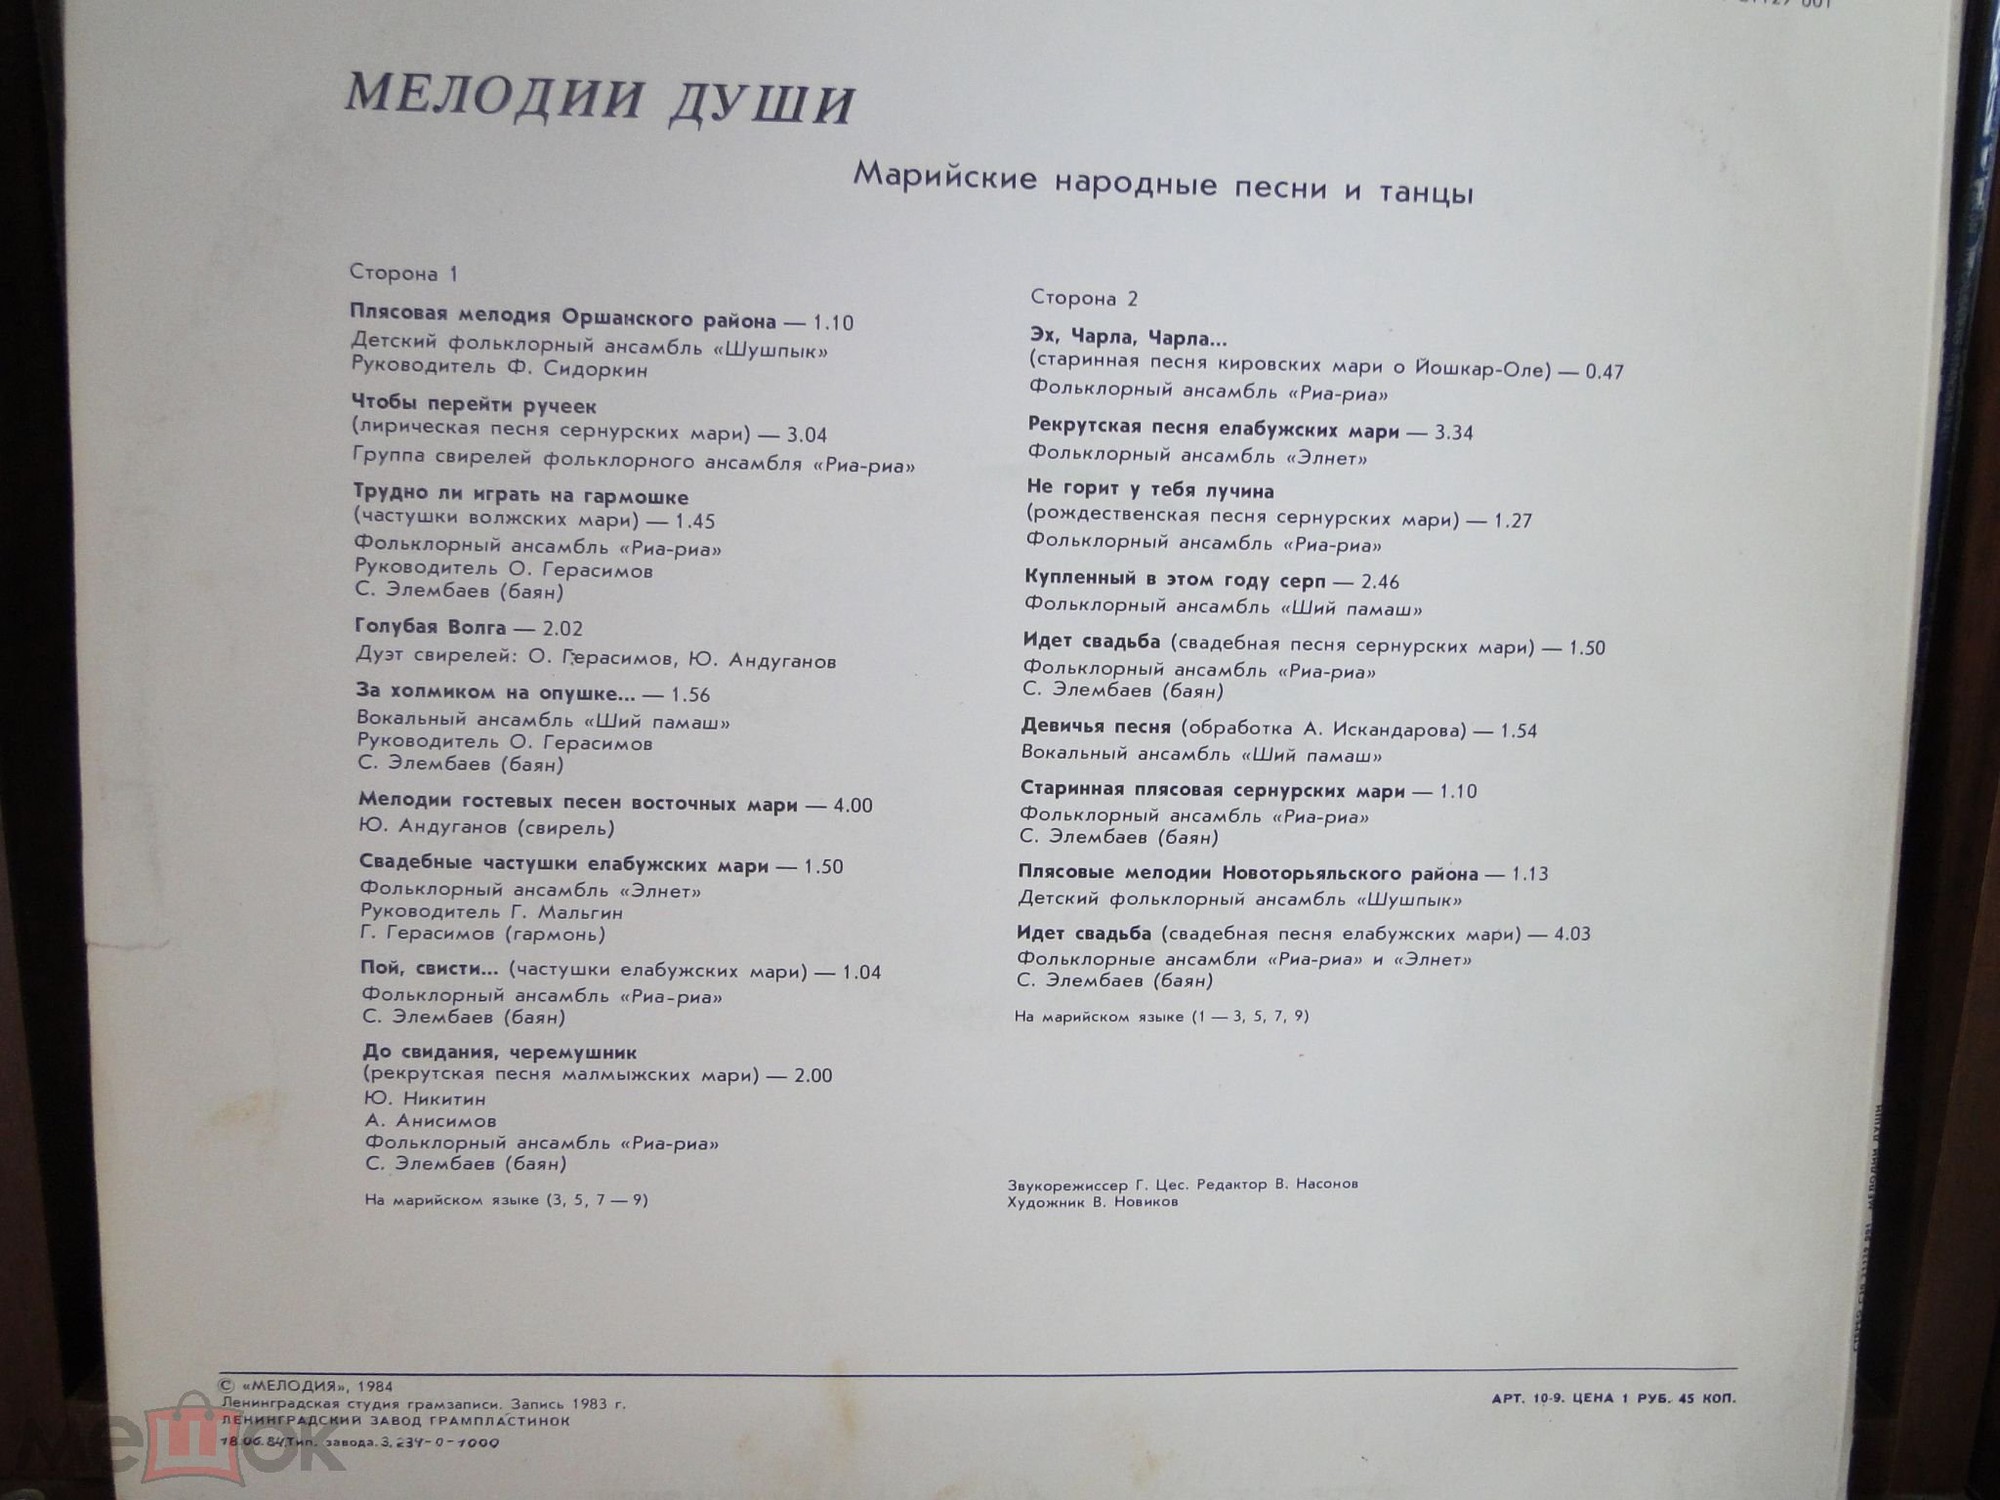 МЕЛОДИИ ДУШИ
Марийские народные песни и танцы
Сторона 1
Плясовая мелодия Оршанского района — 1.10
Детский фольклорный ансамбль «Шушпык»
Руководитель Ф. Сидоркин
Чтобы перейти ручеек
(лирическая песня сернурских мари) — 3.04
Группа свирелей фольклорного ансамбля «Риа-риа»
Трудно ли играть на гармошке
(частушки волжских мари) — 1.45
Фольклорный ансамбль «Риа-риа»
Руководитель О. Герасимов
С. Элембаев (баян)
Голубая Волга — 2.02
Дуэт свирелей: О. Герасимов, Ю. Андуганов
За холмиком на опушке... — 1.56
Вокальный ансамбль «Ший памаш»
Руководитель О. Герасимов
С. Элембаев (баян)
Мелодии гостевых песен восточных мари — 4.00
Ю. Андуганов (свирель)
Свадебные частушки елабужских мари — 1.50
Фольклорный ансамбль «Элнет»
Руководитель Г. Мальгин
Г. Герасимов (гармонь)
Пой, свисти... (частушки елабужских мари) — 1.04
Фольклорный ансамбль «Риа-риа»
С. Элембаев (баян)
До свидания, черемушник
(рекрутская песня малмыжских мари) — 2.00
Ю. Никитин
А. Анисимов
Фольклорный ансамбль «Риа-риа»
С. Элембаев (баян)
На марийском языке (3, 5, 7 — 9)
Сторона 2
Эх, Чарла, Чарла...
(старинная песня кировских мари о Йошкар-Оле) — 0.47
Фольклорный ансамбль «Риа-риа»
Рекрутская песня елабужских мари — 3.34
Фольклорный ансамбль «Элнет»
Не горит у тебя лучина
(рождественская песня сернурских мари) — 1.27
Фольклорный ансамбль «Риа-риа»
Купленный в этом году серп — 2.46
Фольклорный ансамбль «Ший памаш»
Идет свадьба (свадебная песня сернурских мари) — 1.50
Фольклорный ансамбль «Риа-риа»
С. Элембаев (баян)
Девичья песня (обработка А. Искандарова) — 1.54
Вокальный ансамбль «Ший памаш»
Старинная плясовая сернурских мари — 1.10
Фольклорный ансамбль «Риа-риа»
С. Элембаев (баян)
Плясовые мелодии Новоторьяльского района — 1.13
Детский фольклорный ансамбль «Шушпык»
Идет свадьба (свадебная песня елабужских мари) — 4.03
Фольклорные ансамбли «Риа-риа» и «Элнет»
С. Элембаев (баян)
На марийском языке (1 — 3, 5, 7, 9)
Звукорежиссер Г. Цес. Редактор В. Насонов
Художник В. Новиков
© «МЕЛОДИЯ», 1984
Ленинградская студия грамзаписи. Запись 1983 г.
ЛЕНИНГРАДСКИЙ ЗАВОД ГРАМПЛАСТИНОК
18.06.84.Тип. завода.З.234-0-1000
АРТ. 10-9. ЦЕНА 1 РУБ. 45 КОП.
МЕЛОДИИ ДУШИ
мешок